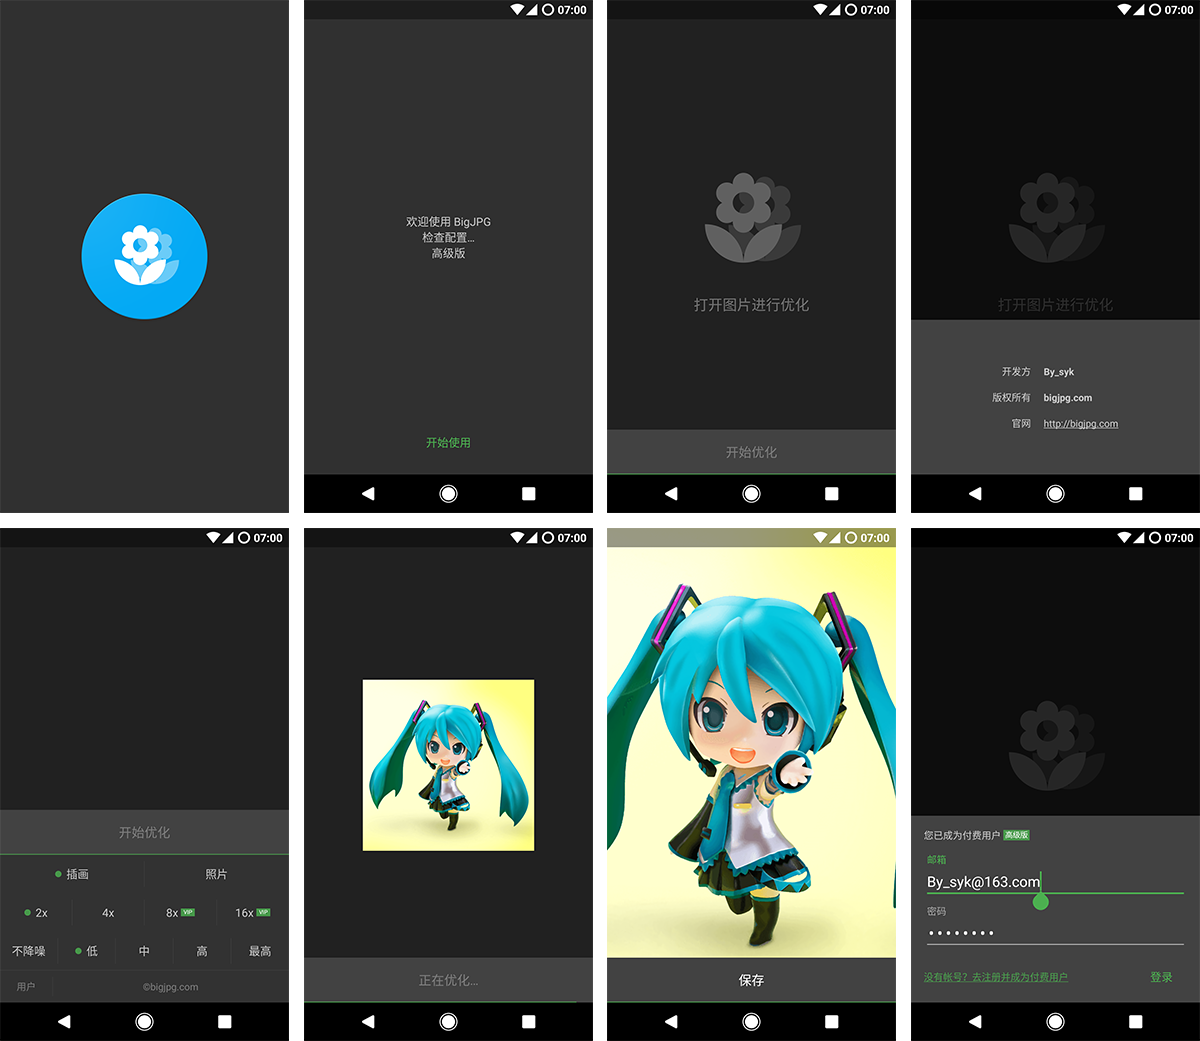 07:00
欢迎使用 BigJPG
检查配置...
高级版
开始使用
07:00
打开图片进行优化
开始优化
07:00
打开图片进行优化
开发方 By_syk
版权所有 bigjpg.com
官网 http://bigjpg.com
07:00
开始优化
插画 照片
2x 4x 8x VIP 16x VIP
不降噪 低 中 高 最高
用户 ©bigjpg.com
07:00
正在优化...
07:00
保存
07:00
您已成为付费用户 高级版
邮箱
By_syk@163.com
密码
没有帐号？去注册并成为付费用户 登录